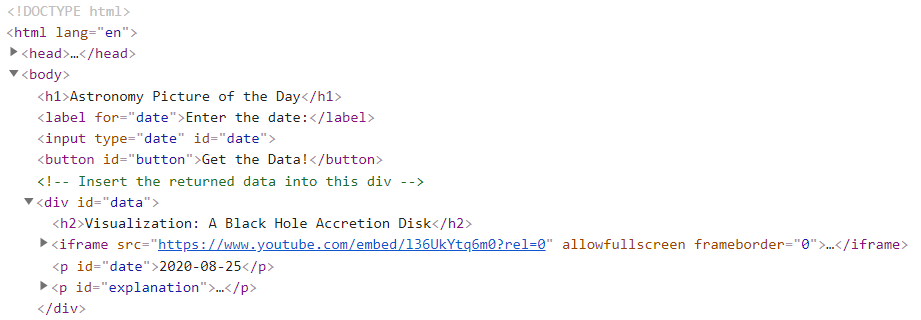 <!DOCTYPE html>
<html lang="en">
<head>…</head>
<body>
<h1>Astronomy Picture of the Day</h1>
<label for="date">Enter the date:</label>
<input type="date" id="date">
<button id="button">Get the Data!</button>
<!-- Insert the returned data into this div -->
<div id="data">
<h2>Visualization: A Black Hole Accretion Disk</h2>
<iframe src="https://www.youtube.com/embed/l36UkYtq6m0?rel=0" allowfullscreen frameborder="0">…</iframe>
<p id="date">2020-08-25</p>
<p id="explanation">…</p>
</div>